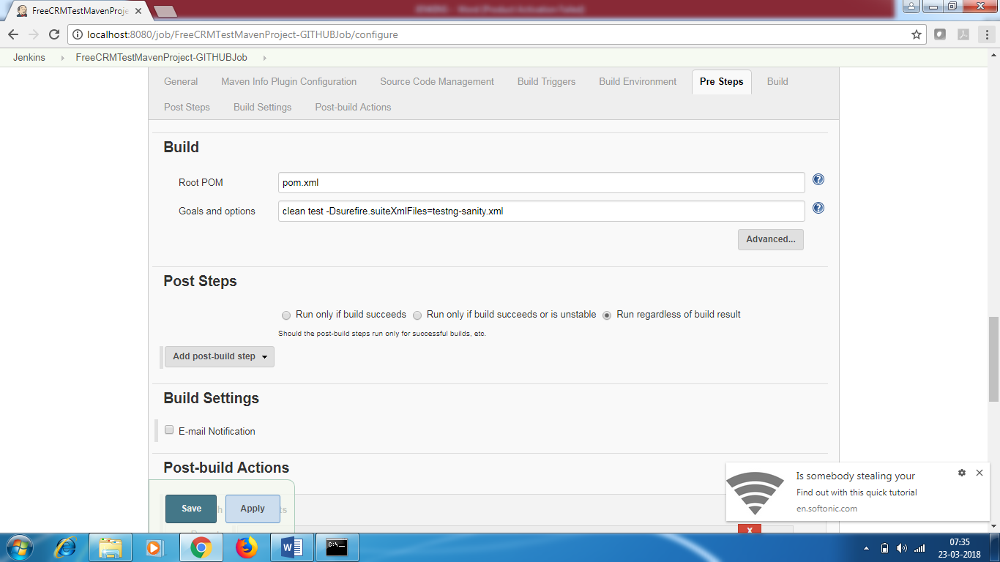 FreeCRMTestMavenProje
localhost:8080/job/FreeCRMTestMavenProject-GITHUBJob/configure
Jenkins FreeCRMTestMavenProject-GITHUBJob
General Maven Info Plugin Configuration Source Code Management Build Triggers Build Environment Pre Steps Build
Post Steps Build Settings Post-build Actions
Build
Root POM pom.xml
Goals and options clean test -Dsurefire.suiteXmlFiles=testng-sanity.xml
Advanced...
Post Steps
Run only if build succeeds Run only if build succeeds or is unstable Run regardless of build result
Should the post-build steps run only for successful builds, etc.
Add post-build step
Build Settings
E-mail Notification
Post-build Actions
Is somebody stealing your
Find out with this quick tutorial
en.softonic.com
Save Apply
X
07:35
23-03-2018